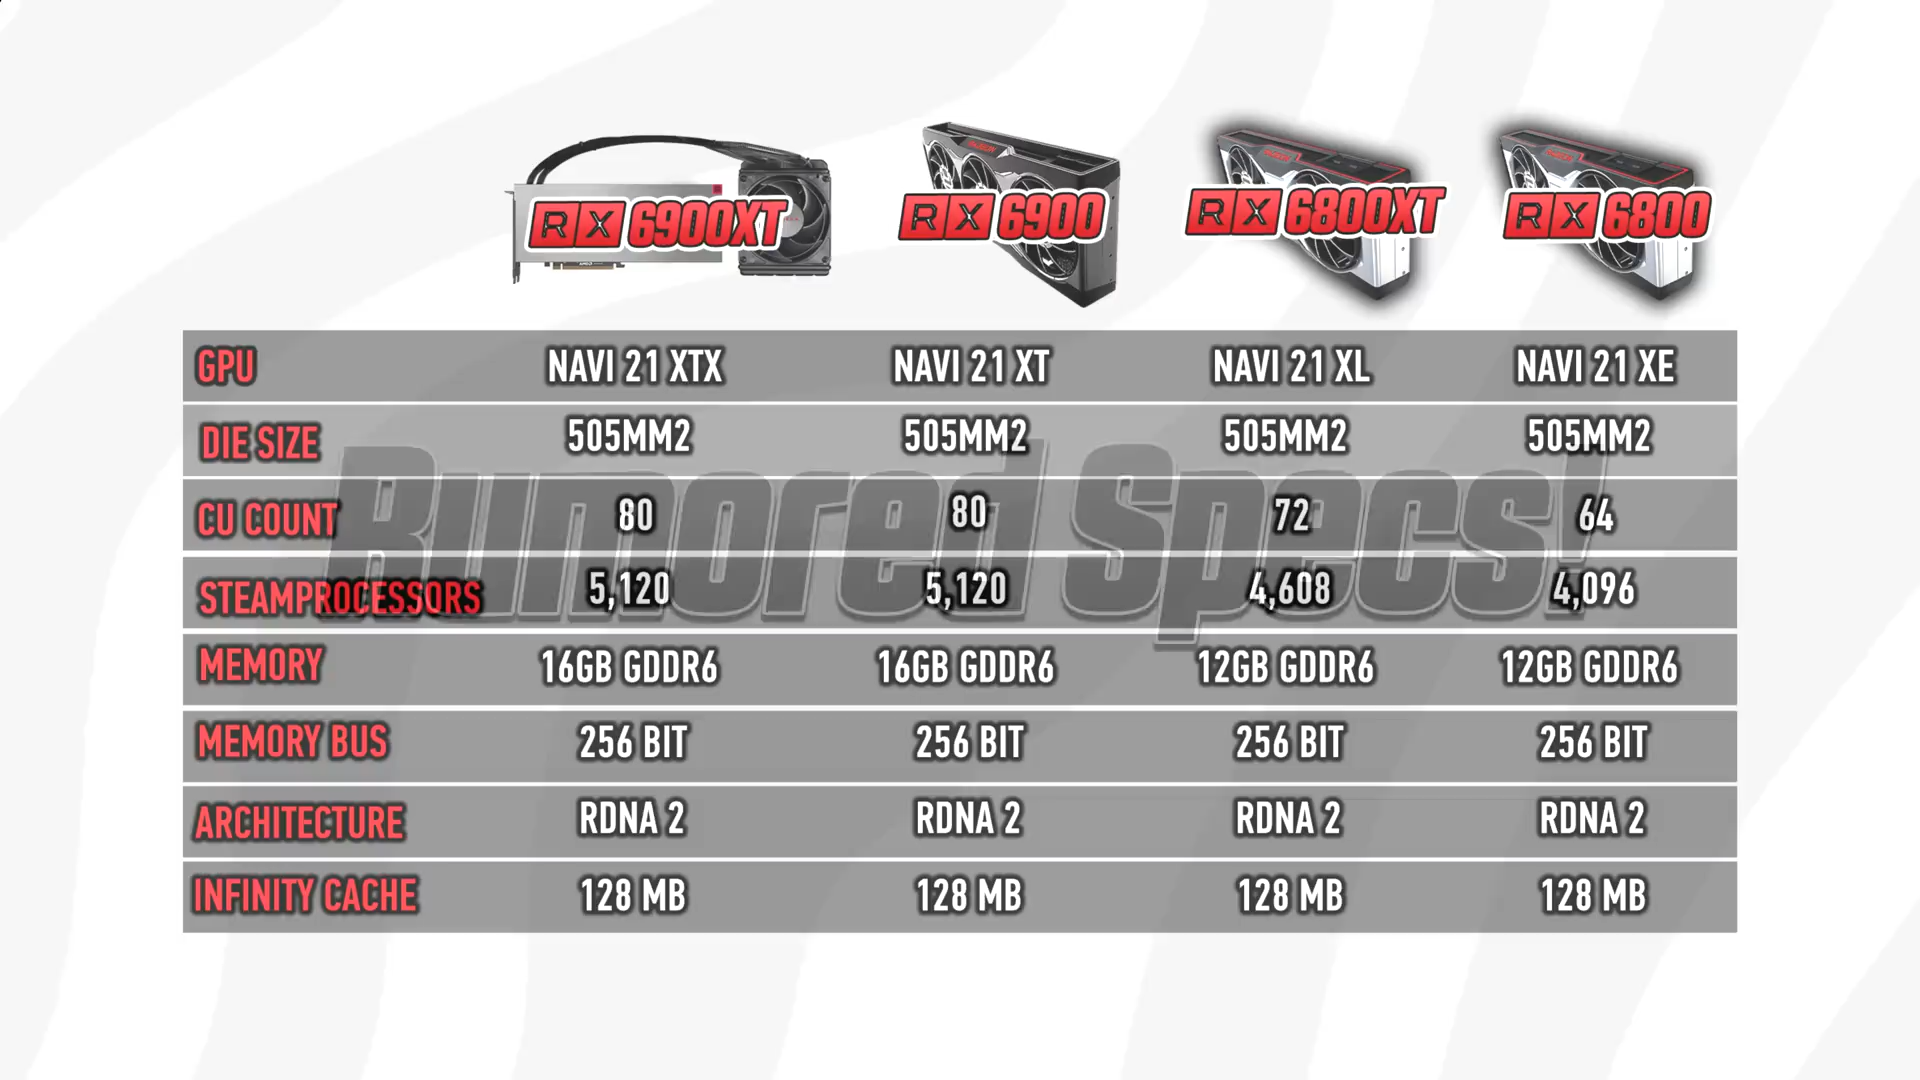 RX 6900XT RX 6900 RX 6800XT RX 6800
GPU NAVI 21 XTX NAVI 21 XT NAVI 21 XL NAVI 21 XE
DIE SIZE 505MM2 505MM2 505MM2 505MM2
CU COUNT 80 80 72 64
Rumored Specs!
STEAMPROCESSORS 5,120 5,120 4,608 4,096
MEMORY 16GB GDDR6 16GB GDDR6 12GB GDDR6 12GB GDDR6
MEMORY BUS 256 BIT 256 BIT 256 BIT 256 BIT
ARCHITECTURE RDNA 2 RDNA 2 RDNA 2 RDNA 2
INFINITY CACHE 128 MB 128 MB 128 MB 128 MB